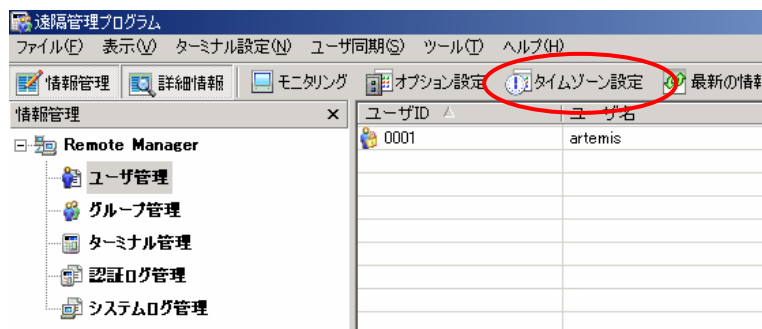 遠隔管理プログラム
ファイル(F) 表示(V) ターミナル設定(N) ユーザ同期(S) ツール(T) ヘルプ(H)
情報管理 詳細情報 モニタリング オプション設定 タイムゾーン設定 最新の情報
情報管理 x ユーザID ユーザ名
Remote Manager 0001 artemis
ユーザ管理
グループ管理
ターミナル管理
認証ログ管理
システムログ管理